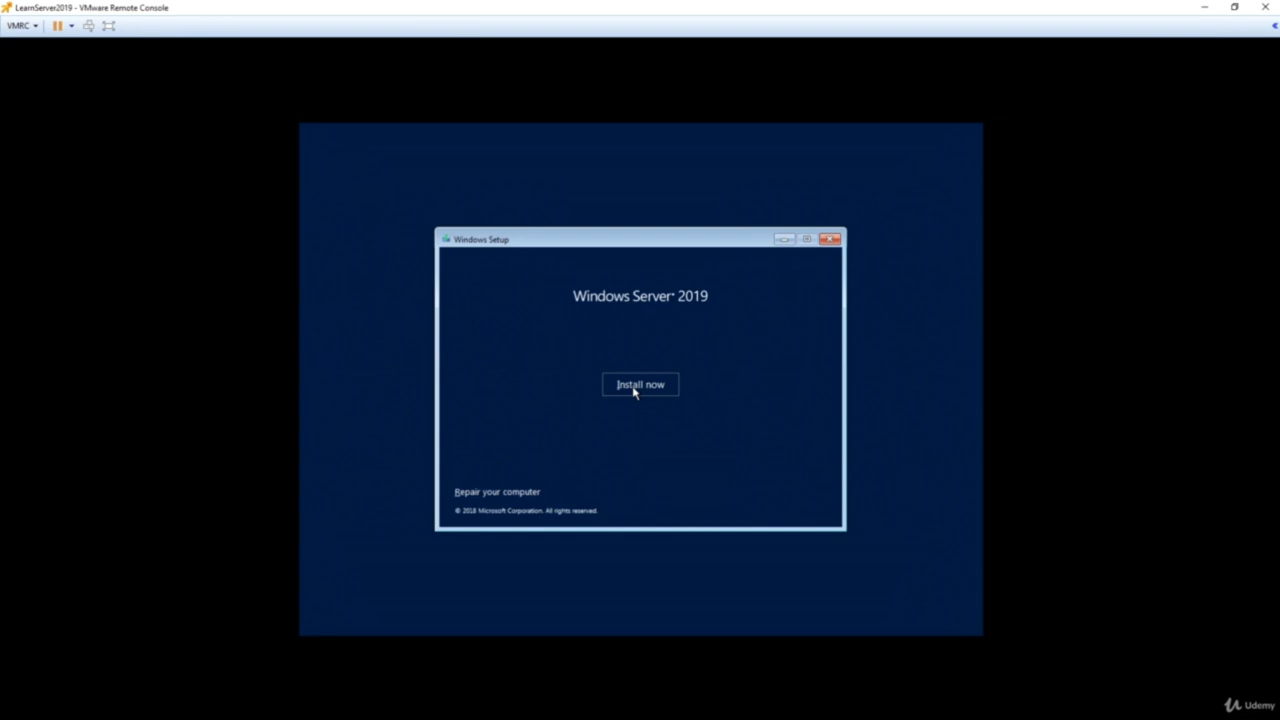 LearnServer2019 - VMware Remote Console
VMRC
Windows Setup
Windows Server® 2019
Install now
Repair your computer
© 2018 Microsoft Corporation. All rights reserved.
Udemy